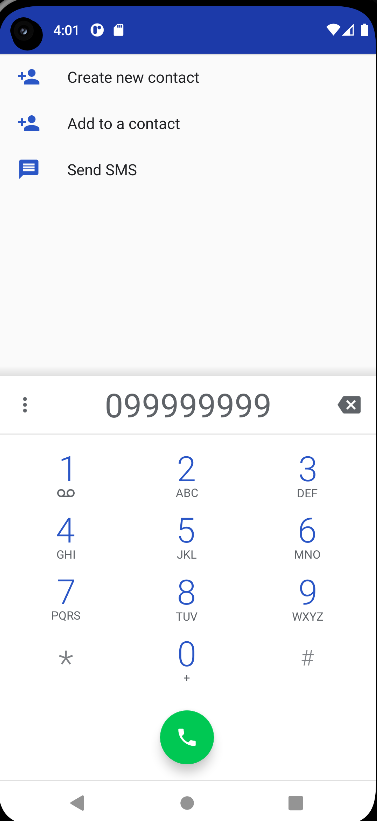 4:01
Create new contact
Add to a contact
Send SMS
099999999
1 2 3
ABC DEF
4 5 6
GHI JKL MNO
7 8 9
PQRS TUV WXYZ
* 0 #
+